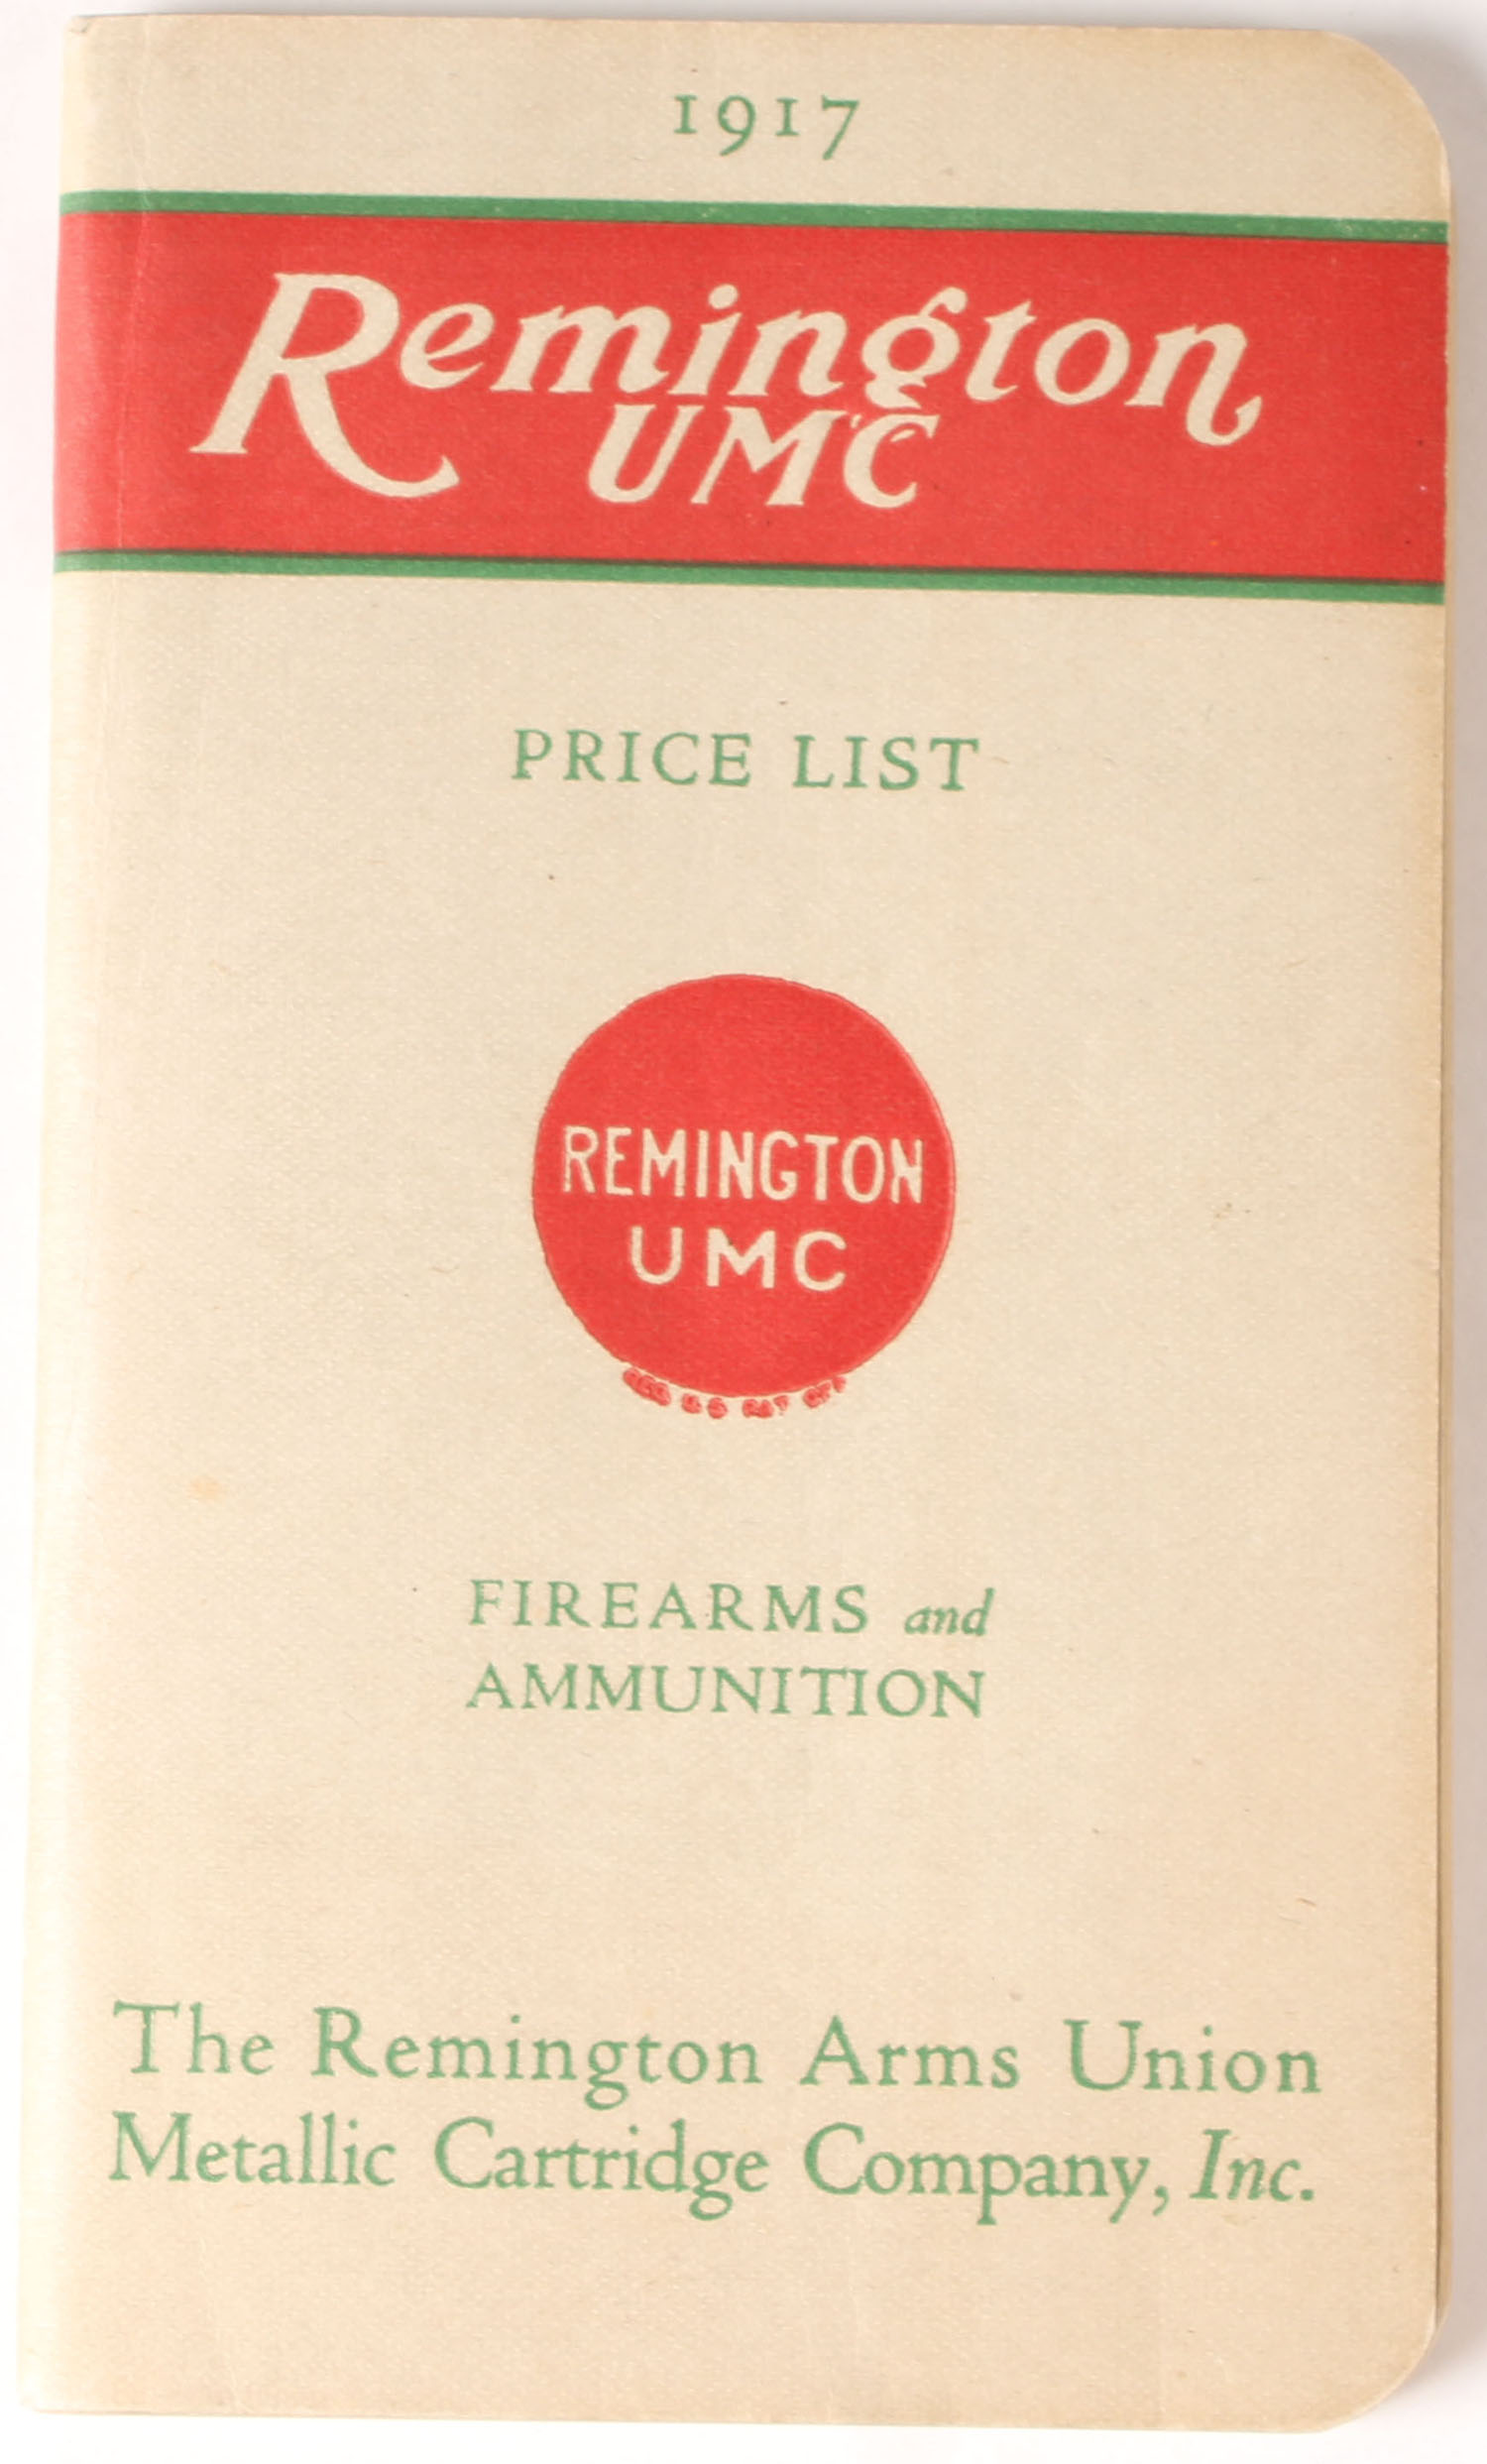 1917
Remington
UMC
PRICE LIST
REMINGTON
UMC
FIREARMS and
AMMUNITION
The Remington Arms Union
Metallic Cartridge Company, Inc.